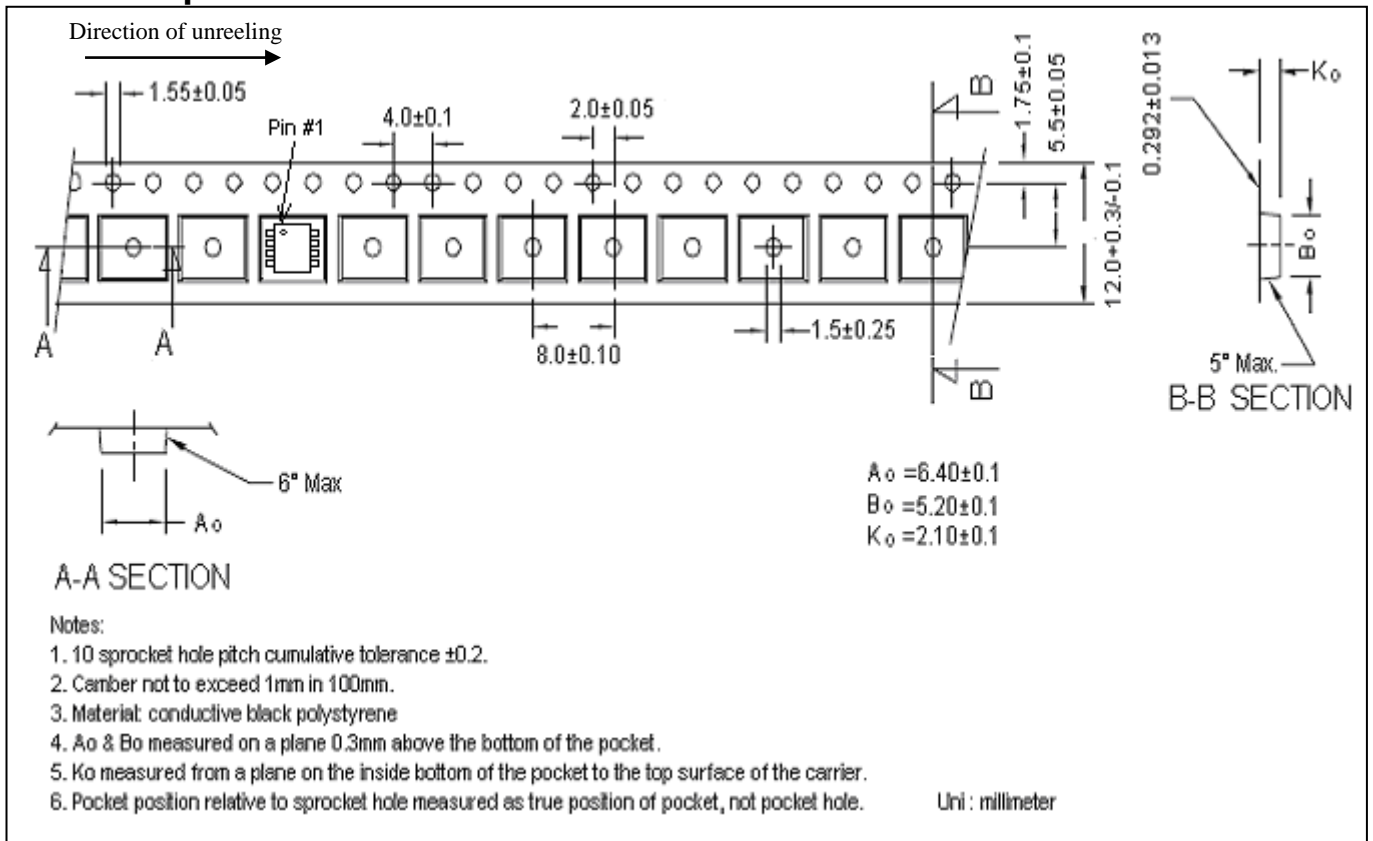 Direction of unreeling
1.55±0.05
Pin #1
4.0±0.1
2.0±0.05
B
1.75±0.1
5.5±0.05
12.0+0.3/-0.1
0.292±0.013
Ko
Bo
5° Max.
B-B SECTION
A
A
8.0±0.10
1.5±0.25
B
6° Max
Ao
A-A SECTION
Ao =6.40±0.1
Bo =5.20±0.1
Ko =2.10±0.1
Notes:
1. 10 sprocket hole pitch cumulative tolerance ±0.2.
2. Camber not to exceed 1mm in 100mm.
3. Material: conductive black polystyrene
4. Ao & Bo measured on a plane 0.3mm above the bottom of the pocket.
5. Ko measured from a plane on the inside bottom of the pocket to the top surface of the carrier.
6. Pocket position relative to sprocket hole measured as true position of pocket, not pocket hole.
Uni : millimeter